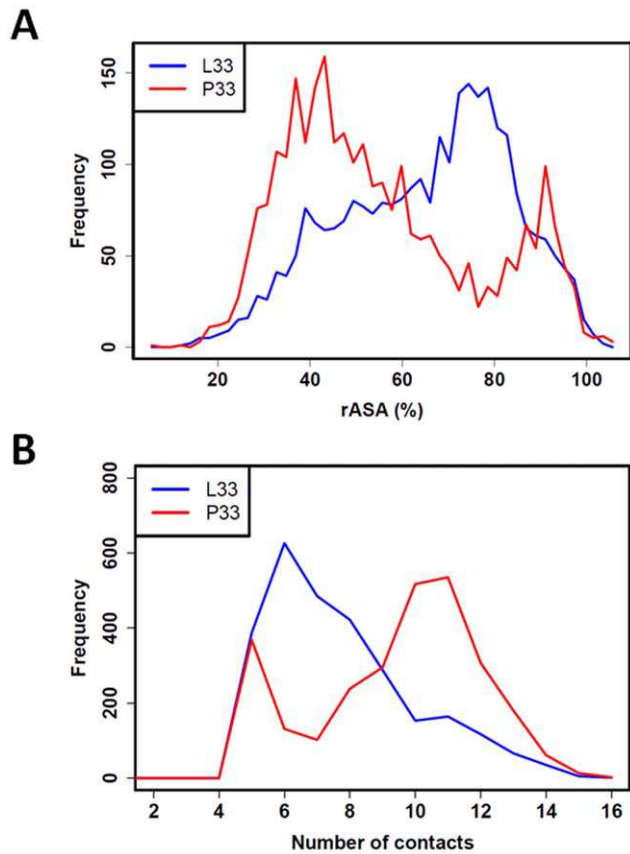 A
L33
P33
Frequency
150
100
50
0
20 40 60 80 100
rASA (%)
B
L33
P33
Frequency
800
600
400
200
0
2 4 6 8 10 12 14 16
Number of contacts